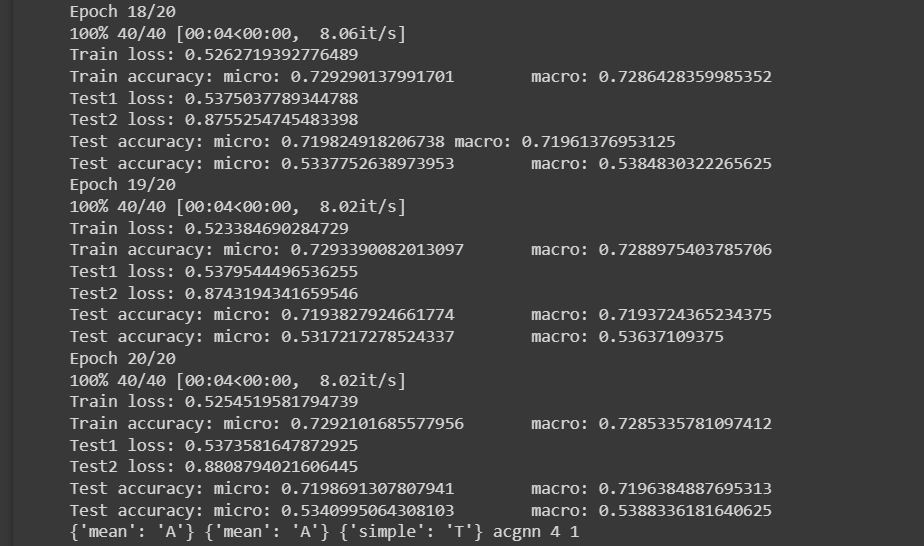 Epoch 18/20
100% 40/40 [00:04<00:00,  8.06it/s]
Train loss: 0.5262719392776489
Train accuracy: micro: 0.729290137991701        macro: 0.7286428359985352
Test1 loss: 0.5375037789344788
Test2 loss: 0.8755254745483398
Test accuracy: micro: 0.719824918206738 macro: 0.71961376953125
Test accuracy: micro: 0.5337752638973953        macro: 0.5384830322265625
Epoch 19/20
100% 40/40 [00:04<00:00,  8.02it/s]
Train loss: 0.523384690284729
Train accuracy: micro: 0.7293390082013097       macro: 0.7288975403785706
Test1 loss: 0.5379544496536255
Test2 loss: 0.8743194341659546
Test accuracy: micro: 0.7193827924661774        macro: 0.7193724365234375
Test accuracy: micro: 0.5317217278524337        macro: 0.53637109375
Epoch 20/20
100% 40/40 [00:04<00:00,  8.02it/s]
Train loss: 0.5254519581794739
Train accuracy: micro: 0.7292101685577956       macro: 0.7285335781097412
Test1 loss: 0.5373581647872925
Test2 loss: 0.8808794021606445
Test accuracy: micro: 0.7198691307807941        macro: 0.7196384887695313
Test accuracy: micro: 0.5340995064308103        macro: 0.5388336181640625
{'mean': 'A'} {'mean': 'A'} {'simple': 'T'} acgnn 4 1